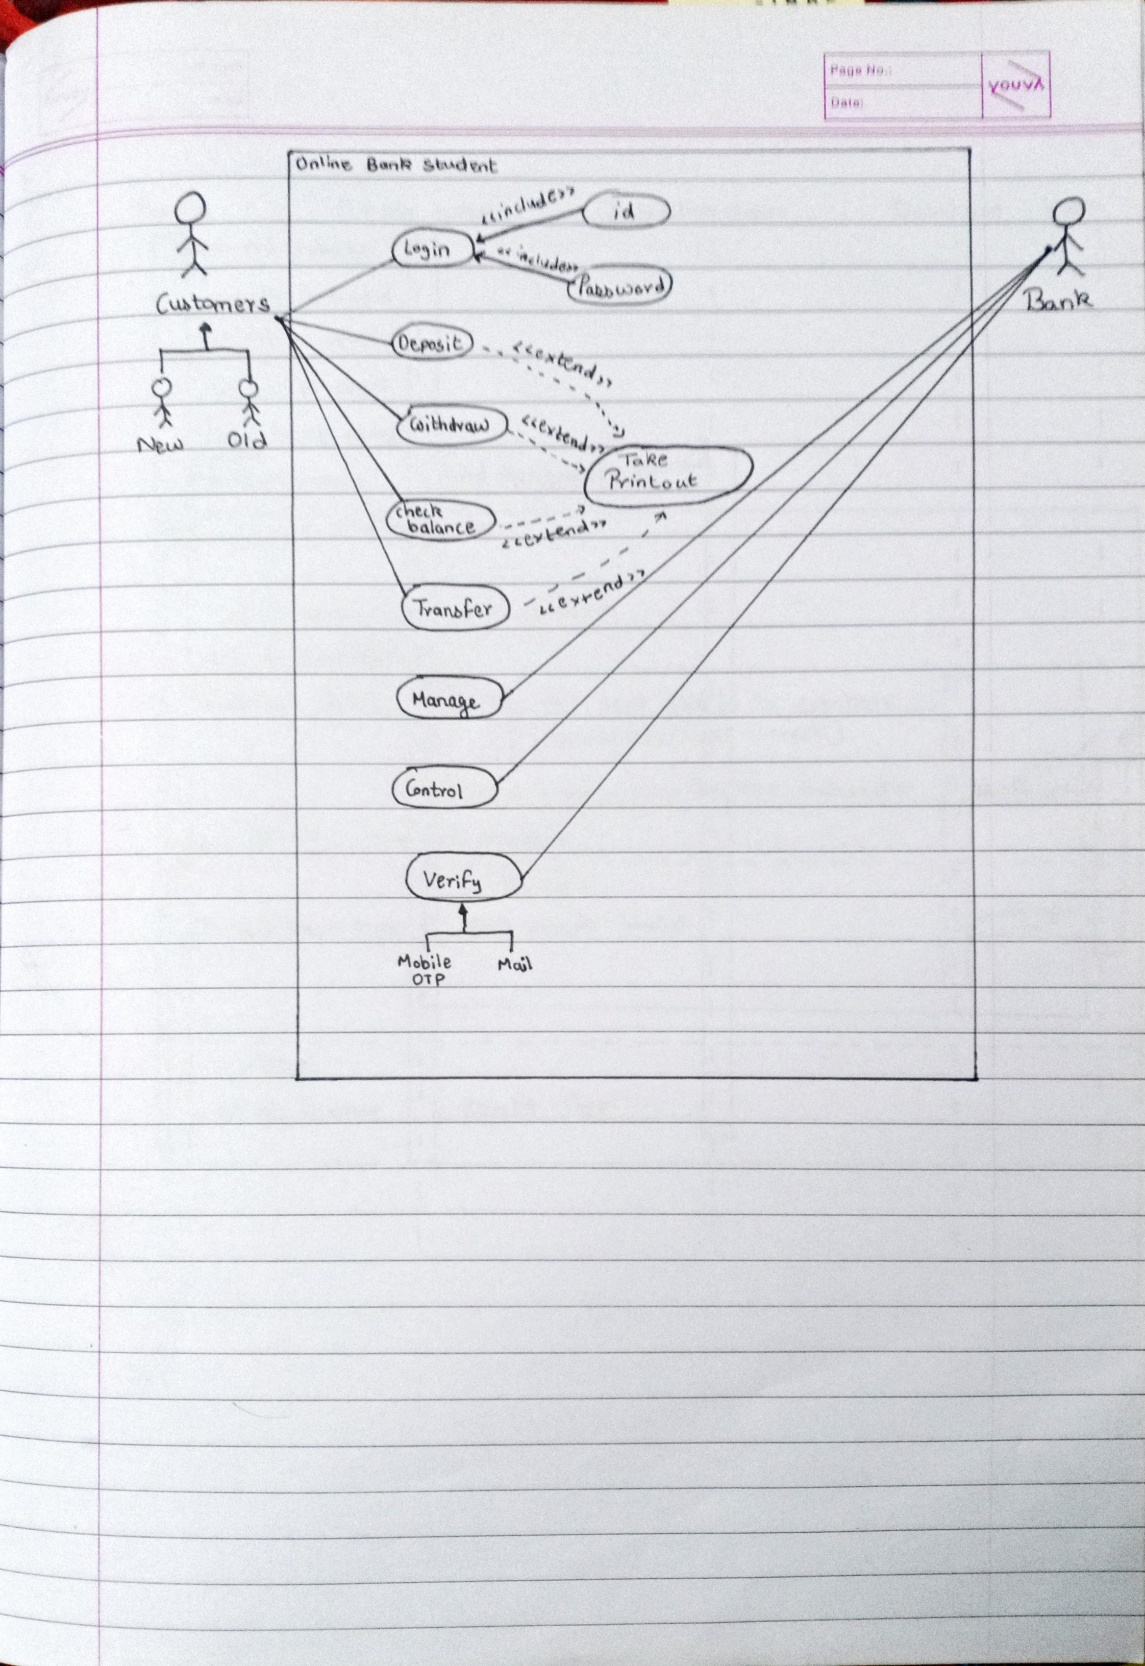 Page No.:
Date:
youva
Online Bank Student
<<include>>
id
Login
<<include>>
Password
Customers
Bank
Deposit
<<extend>>
New
Old
Withdraw
<<extend>>
Take
Printout
check
balance
<<extend>>
Transfer
<<extend>>
Manage
Control
Verify
Mobile
OTP
Mail